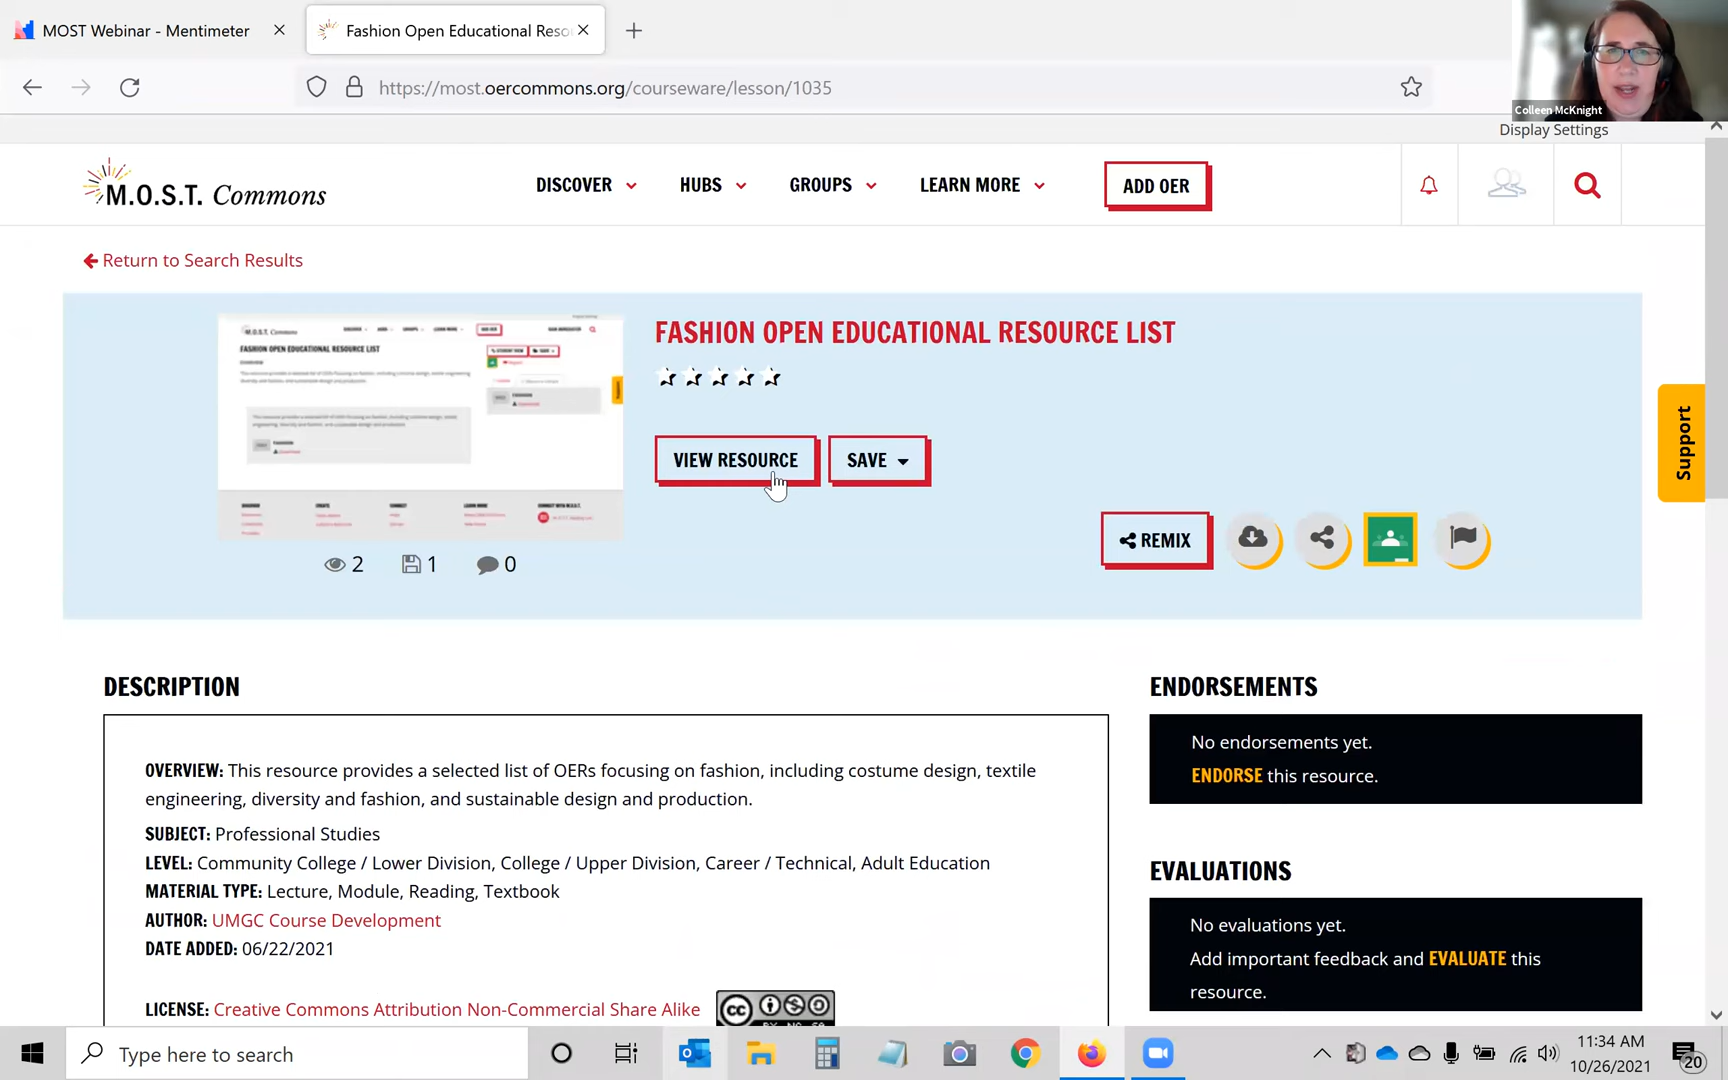 MOST Webinar - Mentimeter
Fashion Open Educational Reso
https://most.oercommons.org/courseware/lesson/1035
Colleen McKnight
Display Settings
M.O.S.T. Commons
DISCOVER
HUBS
GROUPS
LEARN MORE
ADD OER
Return to Search Results
FASHION OPEN EDUCATIONAL RESOURCE LIST
FASHION OPEN EDUCATIONAL RESOURCE LIST
VIEW RESOURCE
SAVE
Support
2
1
0
REMIX
DESCRIPTION
OVERVIEW: This resource provides a selected list of OERs focusing on fashion, including costume design, textile
engineering, diversity and fashion, and sustainable design and production.
SUBJECT: Professional Studies
LEVEL: Community College / Lower Division, College / Upper Division, Career / Technical, Adult Education
MATERIAL TYPE: Lecture, Module, Reading, Textbook
AUTHOR: UMGC Course Development
DATE ADDED: 06/22/2021
LICENSE: Creative Commons Attribution Non-Commercial Share Alike
cc
ENDORSEMENTS
No endorsements yet.
ENDORSE this resource.
EVALUATIONS
No evaluations yet.
Add important feedback and EVALUATE this
resource.
Type here to search
11:34 AM
10/26/2021
20